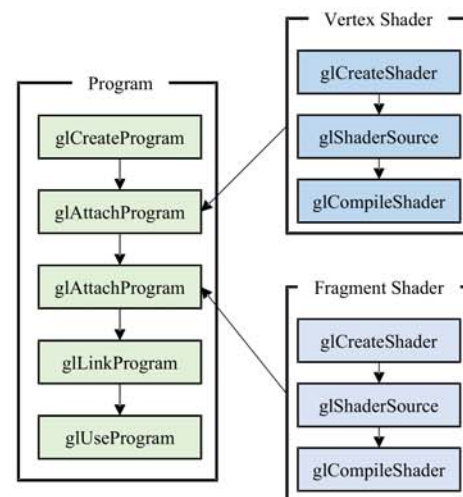 Program
glCreateProgram
glAttachProgram
glAttachProgram
glLinkProgram
glUseProgram
Vertex Shader
glCreateShader
glShaderSource
glCompileShader
Fragment Shader
glCreateShader
glShaderSource
glCompileShader